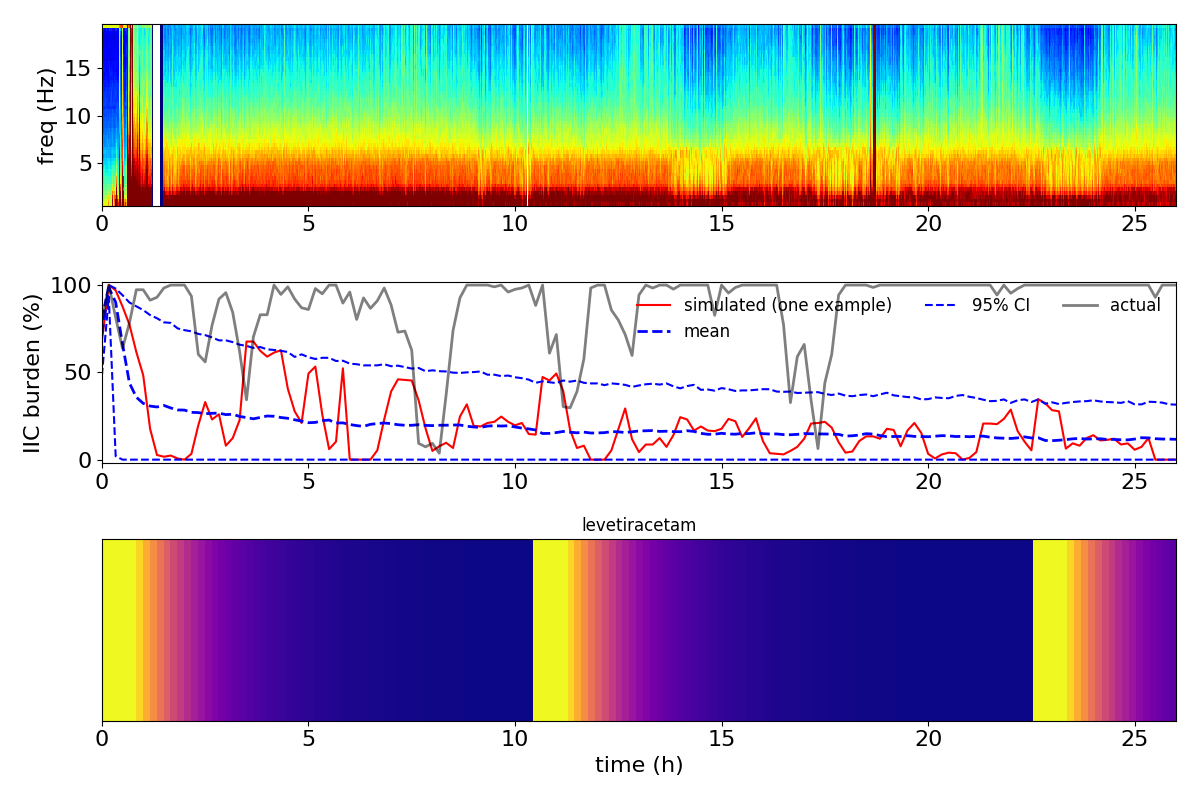 freq (Hz)
15
10
5
0 5 10 15 20 25
IIC burden (%)
100
50
0
simulated (one example)
mean
95% CI
actual
0 5 10 15 20 25
levetiracetam
0 5 10 15 20 25
time (h)